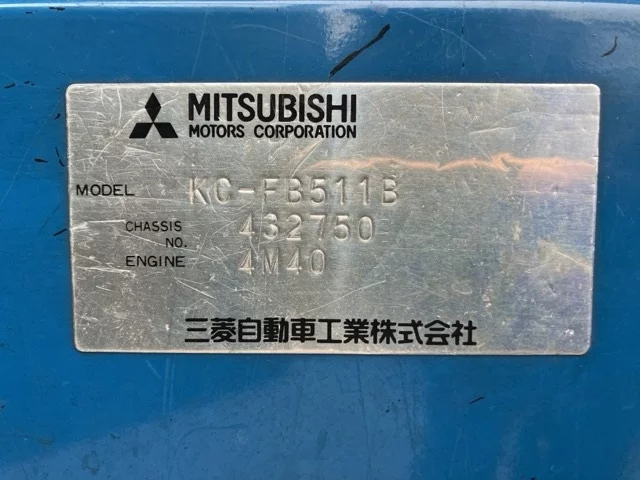 MITSUBISHI
MOTORS CORPORATION
MODEL KC-FB511B
CHASSIS NO. 432750
ENGINE 4M40
三菱自動車工業株式会社